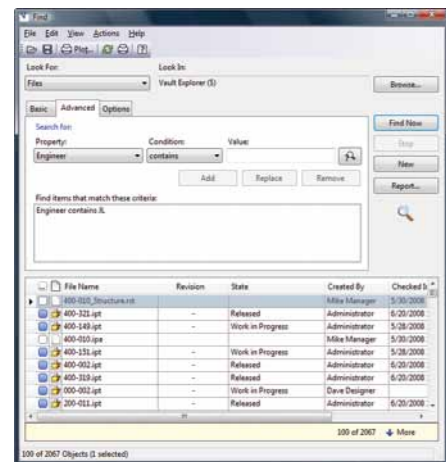 Find
File Edit View Actions Help
Plot...
Look For: Look In:
Files Vault Explorer ($) Browse...
Basic Advanced Options
Search for: Find Now
Property: Condition: Value: Stop
Engineer contains New
Add Replace Remove Report...
Find items that match these criteria:
Engineer contains JL
File Name Revision State Created By Checked I
400-010_Structure.rst Mike Manager 5/30/2008
400-321.ipt - Released Administrator 6/20/2008
400-149.ipt - Work in Progress Administrator 5/28/2008
400-010.ipe Mike Manager 5/30/2008
400-151.ipt - Work in Progress Administrator 5/28/2008
400-002.ipt - Released Administrator 6/20/2008
400-319.ipt - Released Administrator 6/20/2008
000-002.ipt - Work in Progress Dave Designer
200-011.ipt - Released Administrator 6/20/2008
100 of 2067 More
100 of 2067 Objects (1 selected)